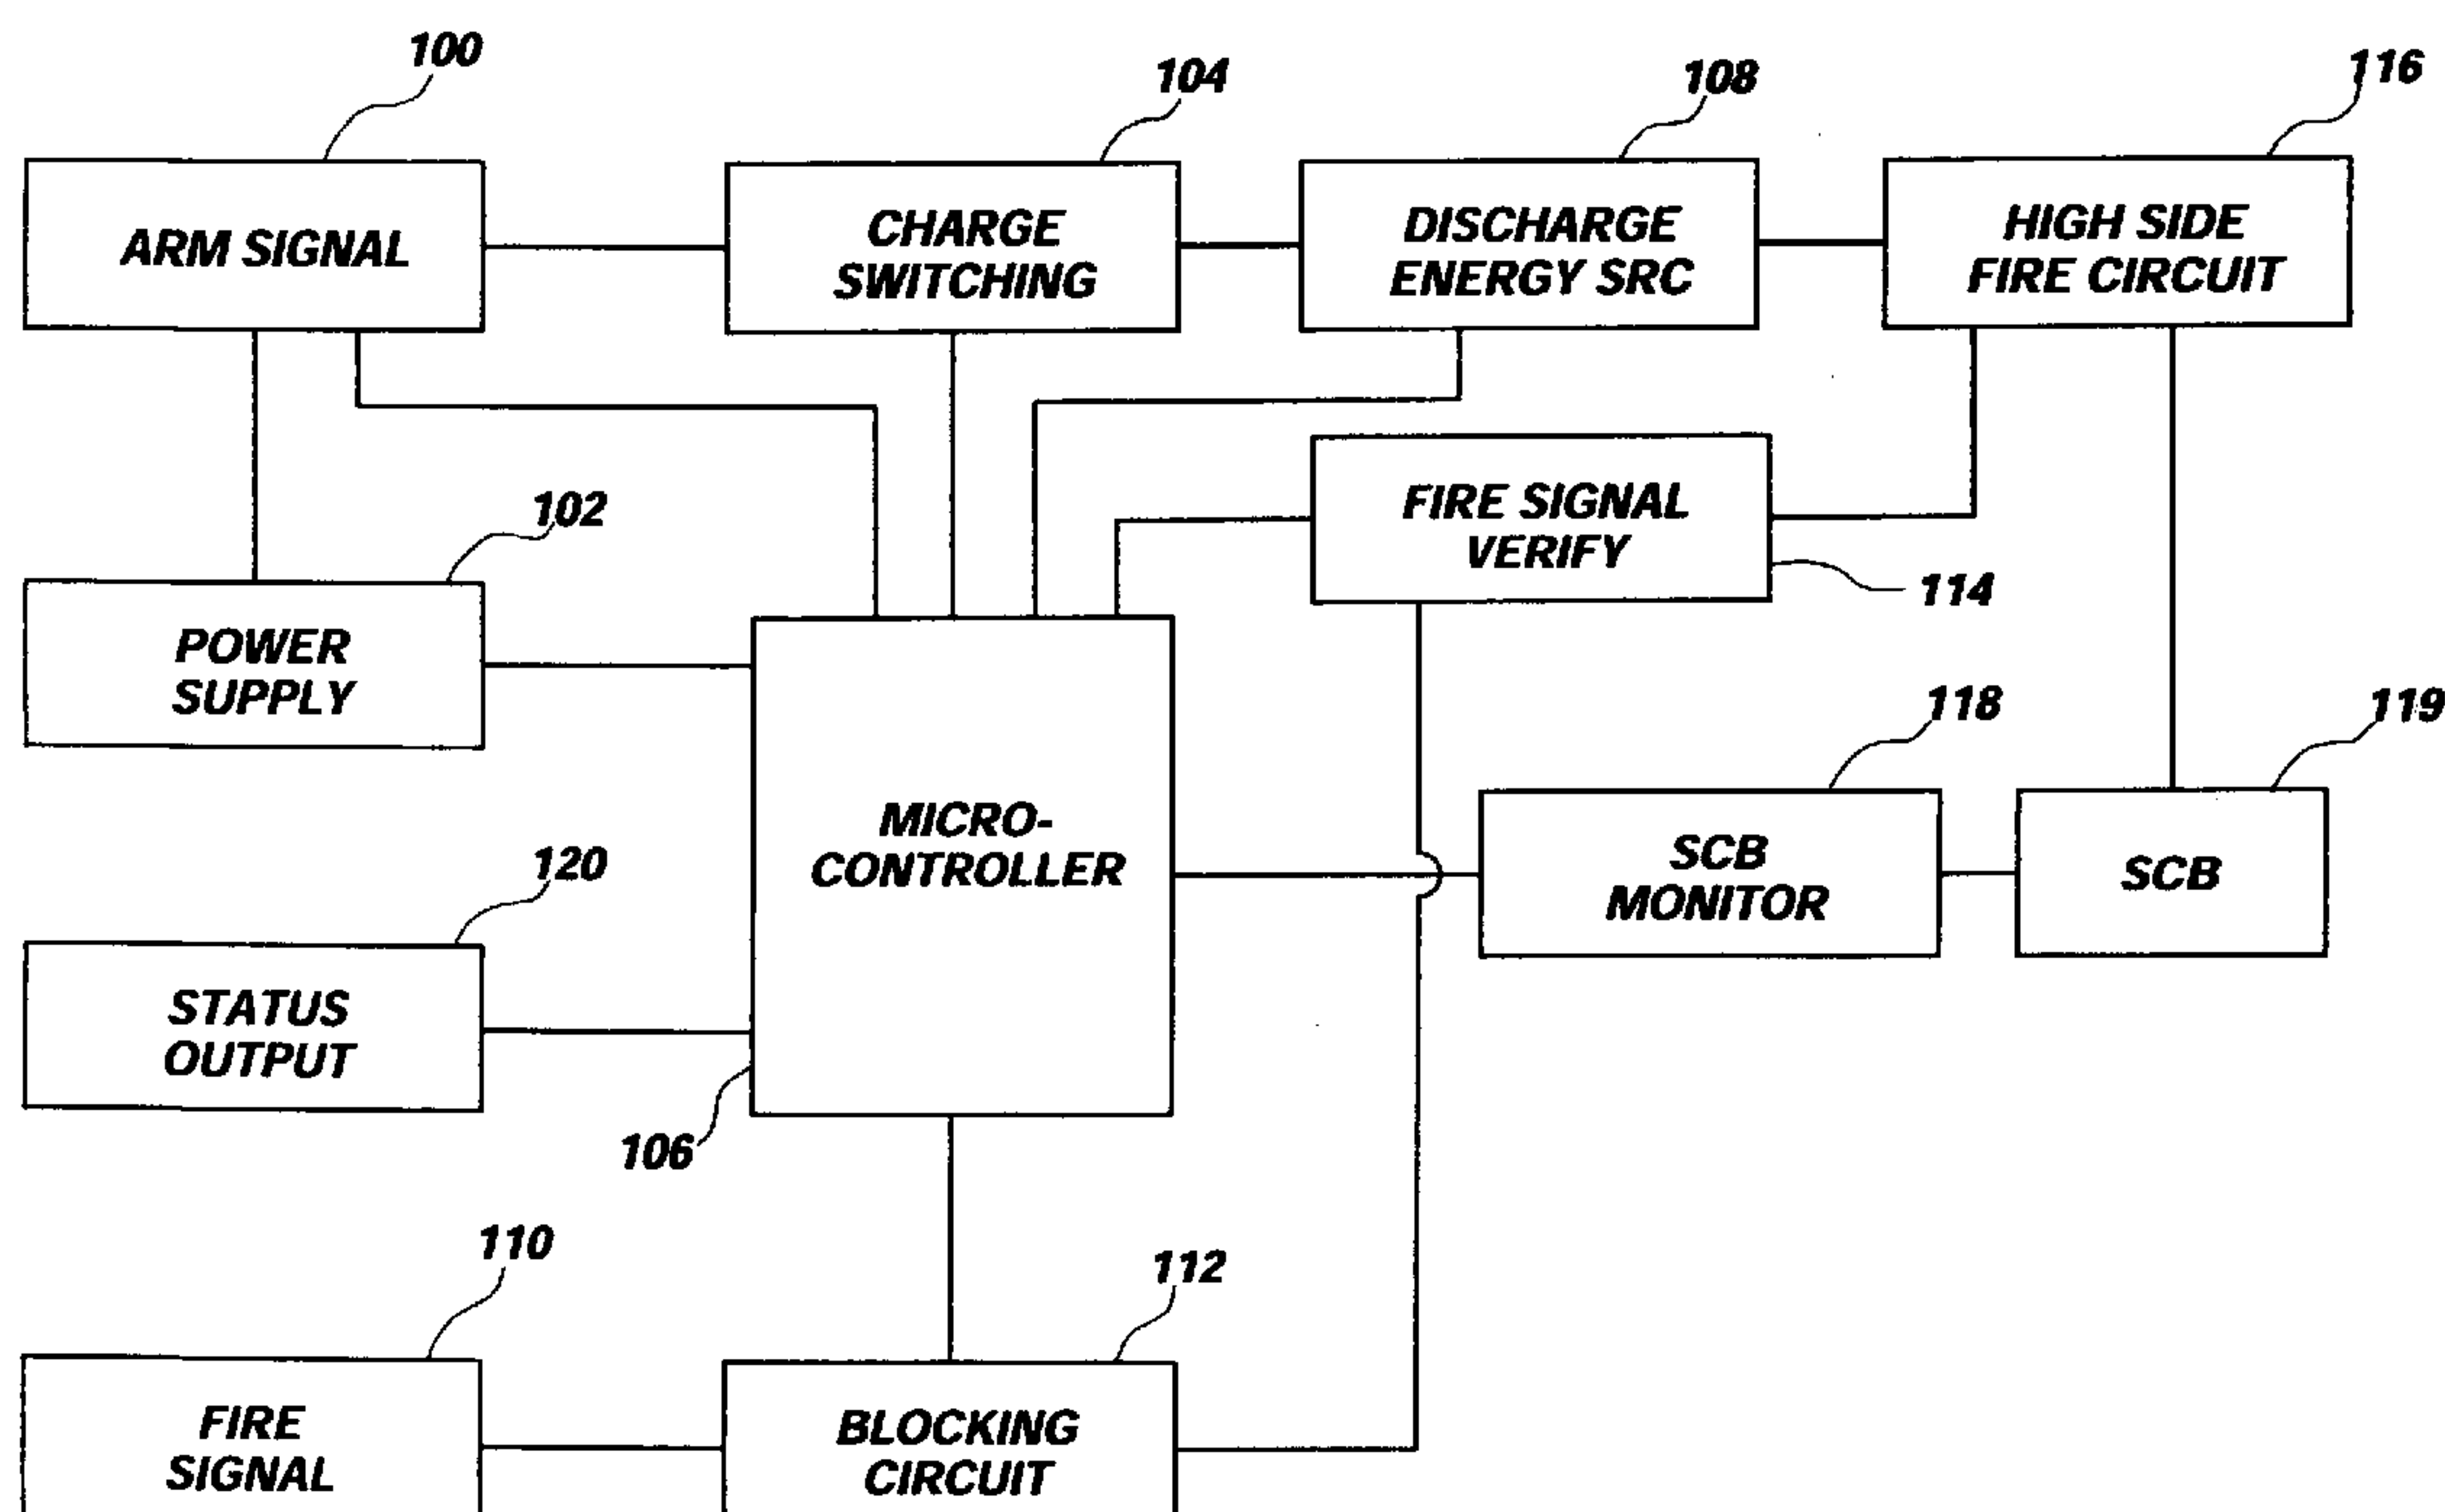 100
104
108
116
ARM SIGNAL
CHARGE
SWITCHING
DISCHARGE
ENERGY SRC
HIGH SIDE
FIRE CIRCUIT
102
FIRE SIGNAL
VERIFY
114
POWER
SUPPLY
118
119
MICRO-
CONTROLLER
SCB
MONITOR
SCB
120
STATUS
OUTPUT
106
110
112
FIRE
SIGNAL
BLOCKING
CIRCUIT